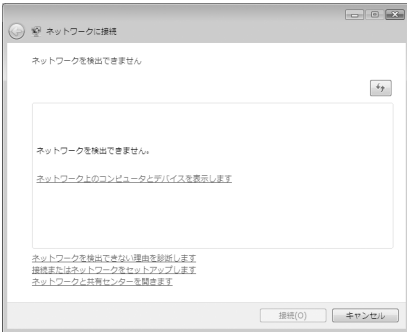 ネットワークに接続
ネットワークを検出できません
ネットワークを検出できません。
ネットワーク上のコンピュータとデバイスを表示します
ネットワークを検出できない理由を診断します
接続またはネットワークをセットアップします
ネットワークと共有センターを開きます
接続(O)
キャンセル